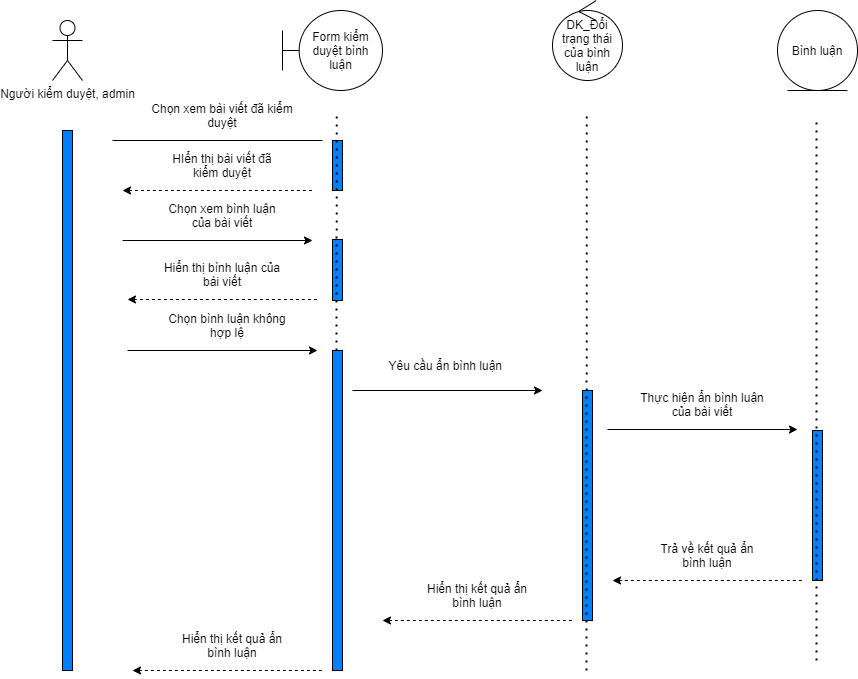 Form kiểm
duyệt bình
luận
DK_Đổi
trạng thái
của bình
luận
Bình luận
Người kiểm duyệt, admin
Chọn xem bài viết đã kiểm
duyệt
HIển thị bài viết đã
kiểm duyệt
Chọn xem bình luận
của bài viết
Hiển thị bình luận của
bài viết
Chọn bình luận không
hợp lệ
Yêu cầu ẩn bình luận
Thực hiện ẩn bình luận
của bài viết
Trả về kết quả ẩn
bình luận
Hiển thị kết quả ẩn
bình luận
Hiển thị kết quả ẩn
bình luận